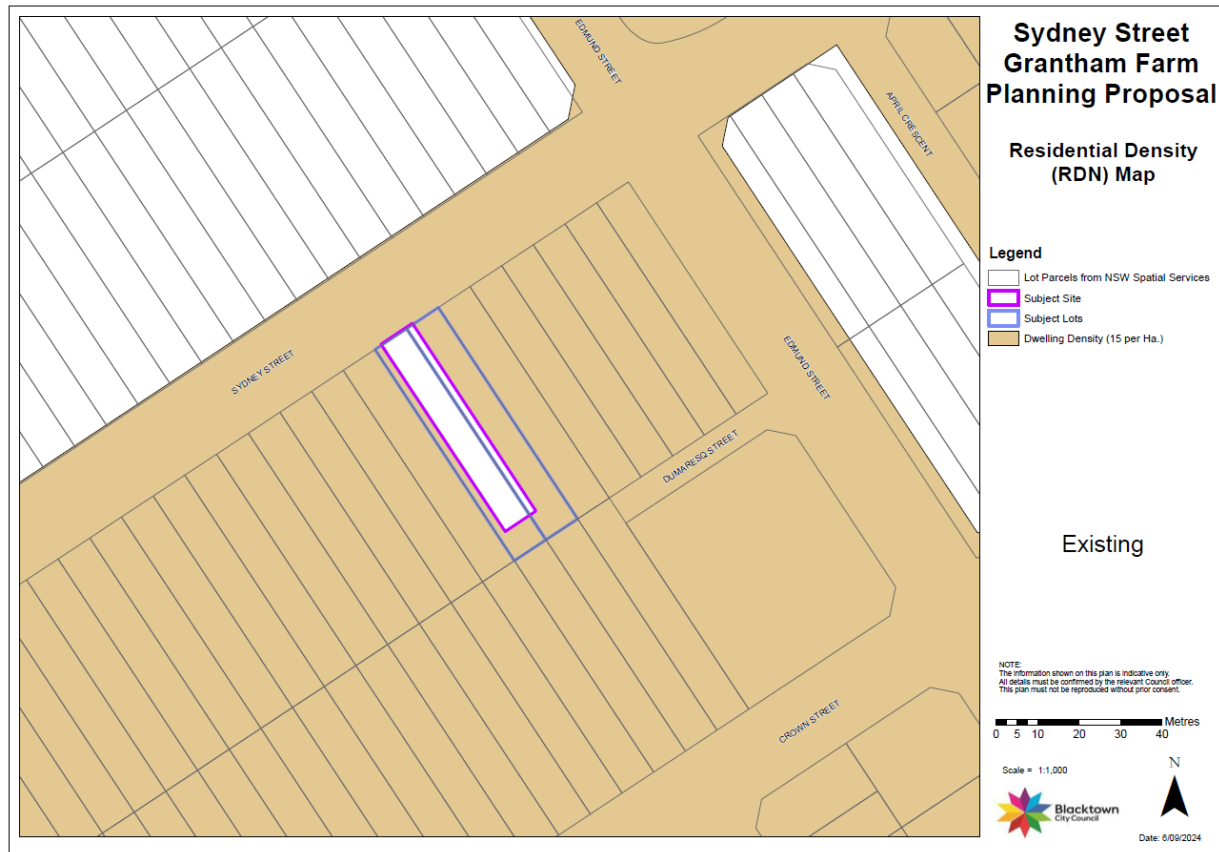 Sydney Street
Grantham Farm
Planning Proposal
Residential Density
(RDN) Map
Legend
Lot Parcels from NSW Spatial Services
Subject Site
Subject Lots
Dwelling Density (15 per Ha.)
EDMUND STREET
APRIL CRESCENT
SYDNEY STREET
EDMUND STREET
DUMARESQ STREET
CROWN STREET
Existing
NOTE:
The information shown on this plan is indicative only.
All details must be confirmed by the relevant Council officer.
This plan must not be reproduced without prior consent.
Metres
0 5 10 20 30 40
Scale = 1:1,000
N
Blacktown
City Council
Date: 6/09/2024